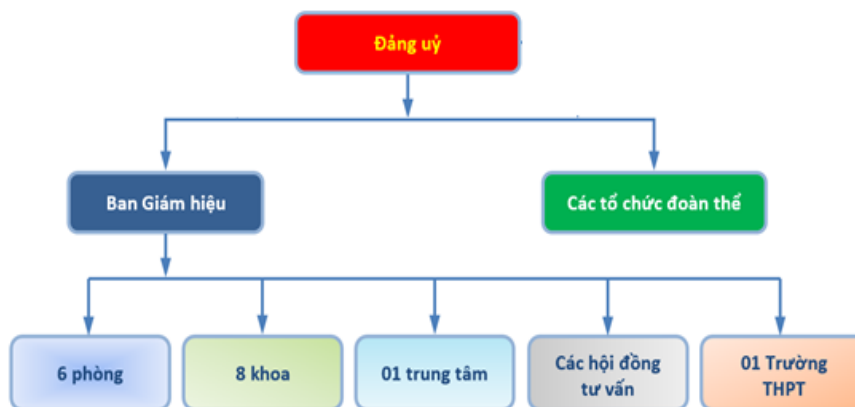 Đảng uỷ
Ban Giám hiệu
Các tổ chức đoàn thể
6 phòng
8 khoa
01 trung tâm
Các hội đồng
tư vấn
01 Trường
THPT